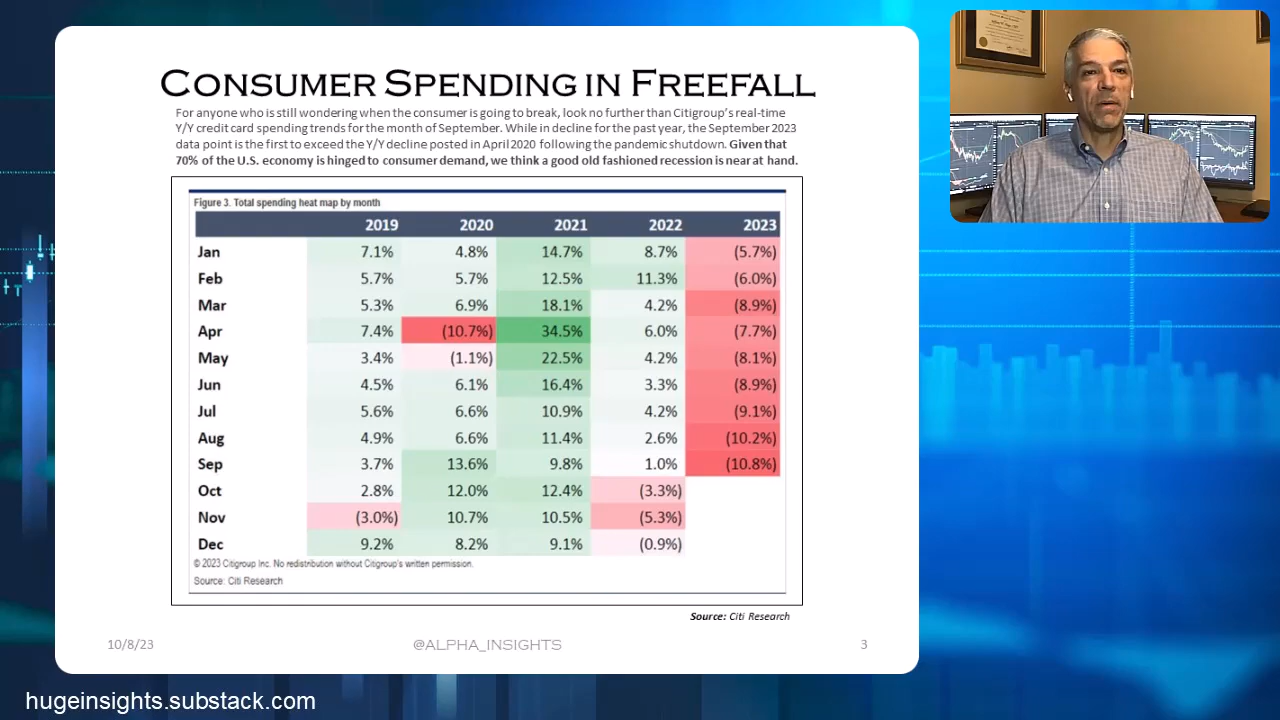 CONSUMER SPENDING IN FREEFALL
For anyone who is still wondering when the consumer is going to break, look no further than Citigroup's real-time
Y/Y credit card spending trends for the month of September. While in decline for the past year, the September 2023
data point is the first to exceed the Y/Y decline posted in April 2020 following the pandemic shutdown. Given that
70% of the U.S. economy is hinged to consumer demand, we think a good old fashioned recession is near at hand.
Figure 3. Total spending heat map by month
2019 2020 2021 2022 2023
Jan 7.1% 4.8% 14.7% 8.7% (5.7%)
Feb 5.7% 5.7% 12.5% 11.3% (6.0%)
Mar 5.3% 6.9% 18.1% 4.2% (8.9%)
Apr 7.4% (10.7%) 34.5% 6.0% (7.7%)
May 3.4% (1.1%) 22.5% 4.2% (8.1%)
Jun 4.5% 6.1% 16.4% 3.3% (8.9%)
Jul 5.6% 6.6% 10.9% 4.2% (9.1%)
Aug 4.9% 6.6% 11.4% 2.6% (10.2%)
Sep 3.7% 13.6% 9.8% 1.0% (10.8%)
Oct 2.8% 12.0% 12.4% (3.3%)
Nov (3.0%) 10.7% 10.5% (5.3%)
Dec 9.2% 8.2% 9.1% (0.9%)
© 2023 Citigroup Inc. No redistribution without Citigroup's written permission.
Source: Citi Research
Source: Citi Research
10/8/23 @ALPHA_INSIGHTS 3
hugeinsights.substack.com